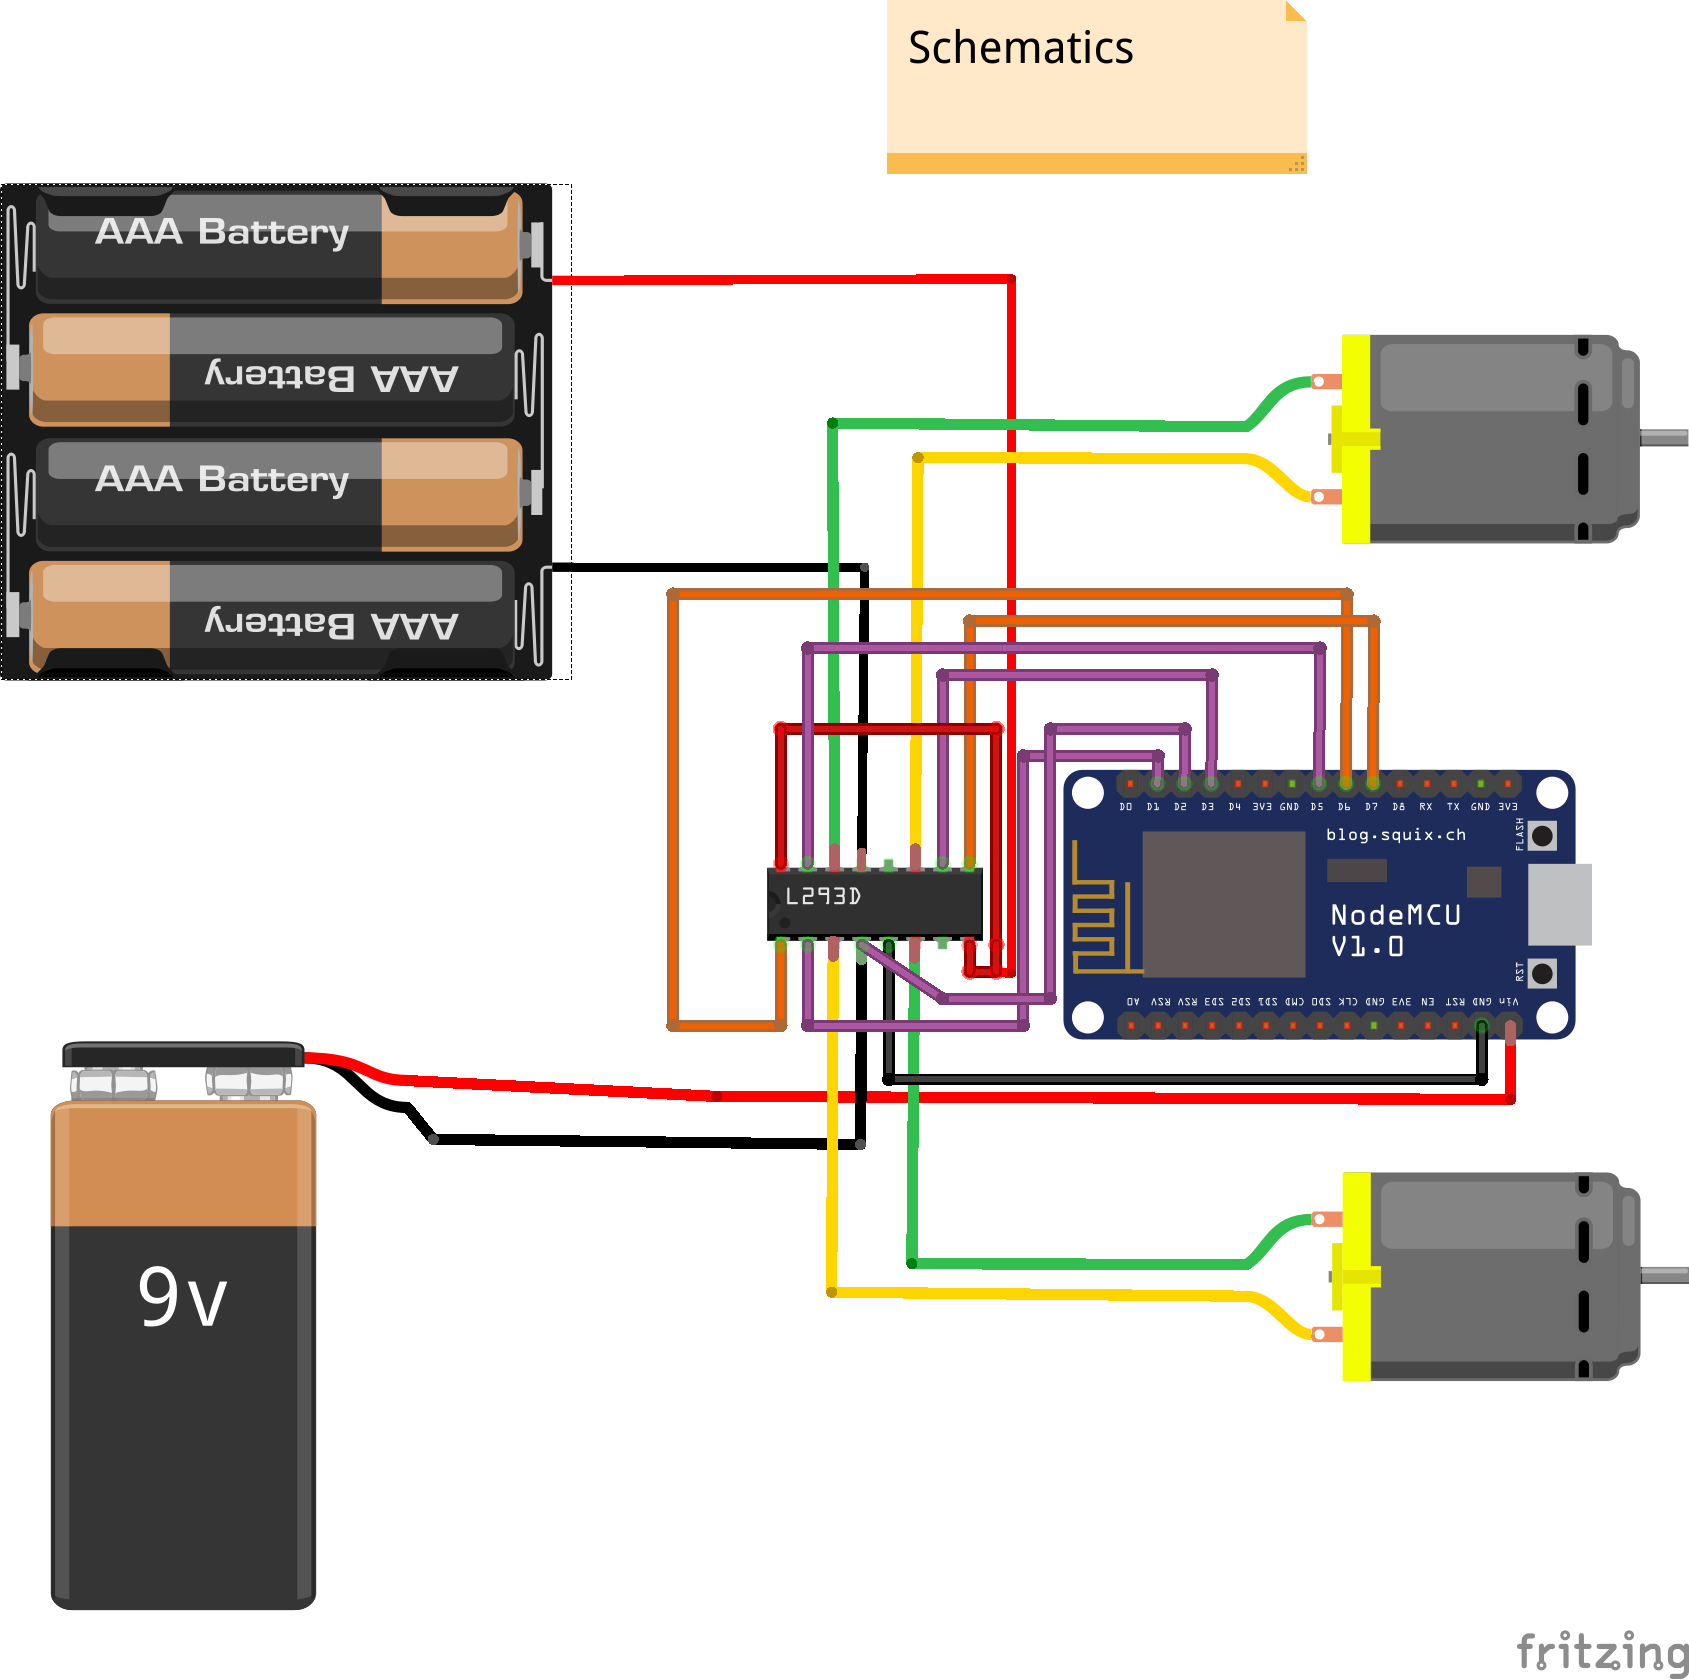 Schematics
AAA Battery
AAA Battery
AAA Battery
AAA Battery
D0 D1 D2 D3 D4 3V3 GND D5 D6 D7 D8 RX TX GND 3V3
blog.squix.ch
FLASH
L293D
NodeMCU
V1.0
RST
A0 RSV RSV SD3 SD2 SD1 CMD SD0 CLK GND 3V3 EN RST GND Vin
9v
fritzing